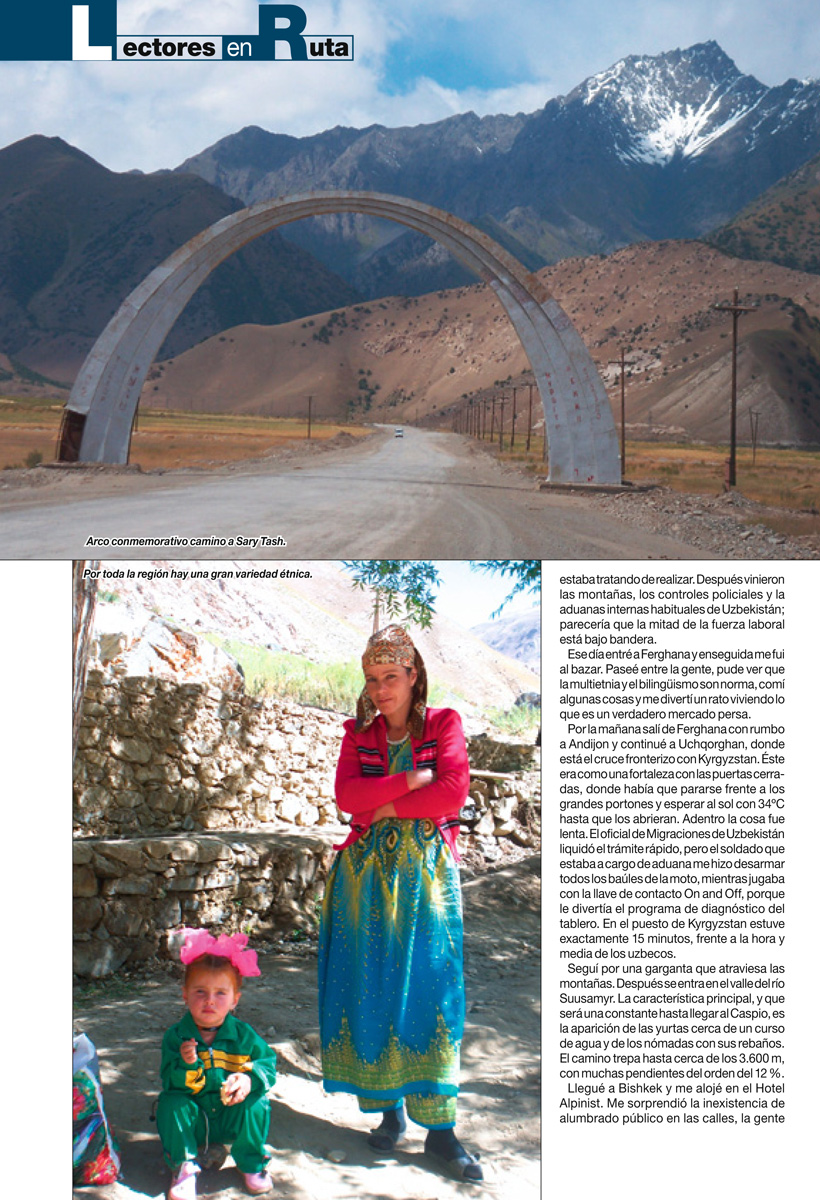 Lectores en Ruta
Arco conmemorativo camino a Sary Tash.
Por toda la región hay una gran variedad étnica.
estaba tratando de realizar. Después vinieron
las montañas, los controles policiales y la
aduanas internas habituales de Uzbekistán;
parecería que la mitad de la fuerza laboral
está bajo bandera.
Ese día entré a Ferghana y enseguida me fui
al bazar. Paseé entre la gente, pude ver que
la multietnia y el bilingüismo son norma, comí
algunas cosas y me divertí un rato viviendo lo
que es un verdadero mercado persa.
Por la mañana salí de Ferghana con rumbo
a Andijon y continué a Uchqorghan, donde
está el cruce fronterizo con Kyrgyzstan. Éste
era como una fortaleza con las puertas cerra-
das, donde había que pararse frente a los
grandes portones y esperar al sol con 34ºC
hasta que los abrieran. Adentro la cosa fue
lenta. El oficial de Migraciones de Uzbekistán
liquidó el trámite rápido, pero el soldado que
estaba a cargo de aduana me hizo desarmar
todos los baúles de la moto, mientras jugaba
con la llave de contacto On and Off, porque
le divertía el programa de diagnóstico del
tablero. En el puesto de Kyrgyzstan estuve
exactamente 15 minutos, frente a la hora y
media de los uzbecos.
Seguí por una garganta que atraviesa las
montañas. Después se entra en el valle del río
Suusamyr. La característica principal, y que
será una constante hasta llegar al Caspio, es
la aparición de las yurtas cerca de un curso
de agua y de los nómadas con sus rebaños.
El camino trepa hasta cerca de los 3.600 m,
con muchas pendientes del orden del 12 %.
Llegué a Bishkek y me alojé en el Hotel
Alpinist. Me sorprendió la inexistencia de
alumbrado público en las calles, la gente